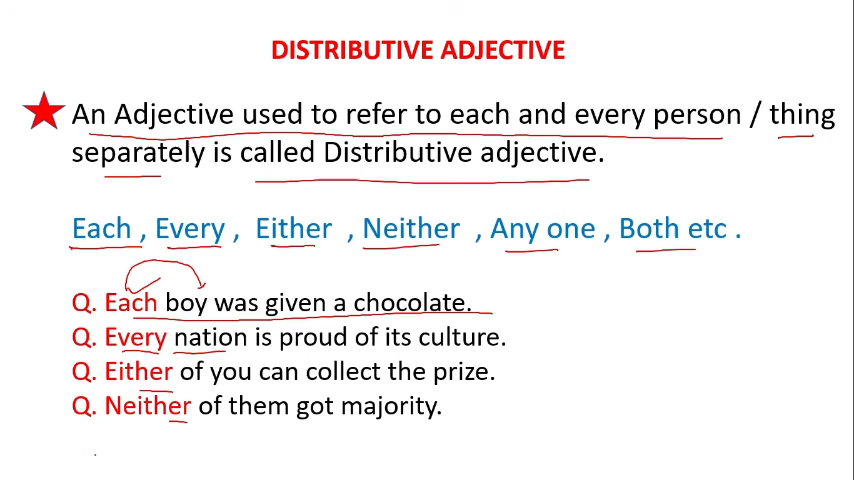 DISTRIBUTIVE ADJECTIVE
An Adjective used to refer to each and every person / thing
separately is called Distributive adjective.
Each , Every , Either , Neither , Any one , Both etc .
Q. Each boy was given a chocolate.
Q. Every nation is proud of its culture.
Q. Either of you can collect the prize.
Q. Neither of them got majority.